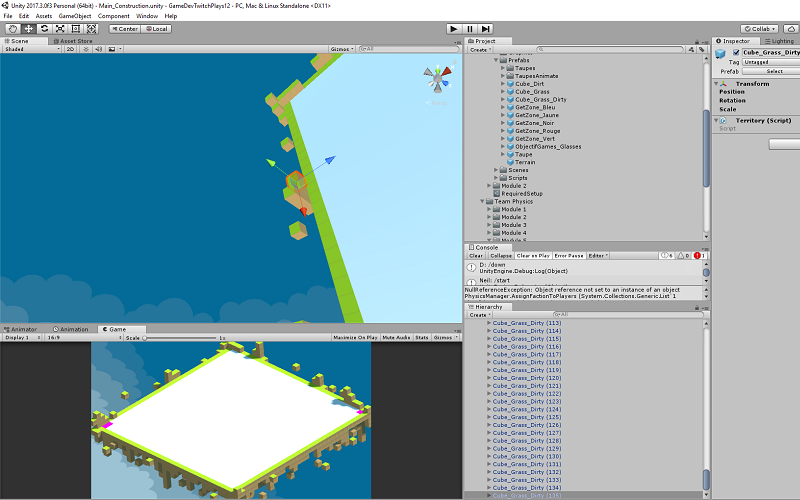 Unity 2017.3.0f3 Personal (64bit) - Main_Construction.unity - GameDevTwitchPlays12 - PC, Mac & Linux Standalone <DX11>
File Edit Assets GameObject Component Window Help
Center Local Collab
Scene Asset Store
Shaded 2D Gizmos All
Project
Create
Prefabs
Taupes
TaupesAnimate
Cube_Dirt
Cube_Grass
Cube_Grass_Dirty
GetZone_Bleu
GetZone_Jaune
GetZone_Noir
GetZone_Rouge
GetZone_Vert
ObjectifGames_Glasses
Taupe
Terrain
Scenes
Scripts
Module 2
RequiredSetup
Team Physics
Module 1
Module 2
Module 3
Module 4
Module 5
Console
Clear Collapse Clear on Play Error Pause Editor 6 0 1
D: /down
UnityEngine.Debug:Log(Object)
Neil: /start
NullReferenceException: Object reference not set to an instance of an object
PhysicsManager.AssignFactionToPlayers (System.Collections.Generic.List`1
Hierarchy
Create All
Cube_Grass_Dirty (113)
Cube_Grass_Dirty (114)
Cube_Grass_Dirty (115)
Cube_Grass_Dirty (116)
Cube_Grass_Dirty (117)
Cube_Grass_Dirty (118)
Cube_Grass_Dirty (119)
Cube_Grass_Dirty (120)
Cube_Grass_Dirty (121)
Cube_Grass_Dirty (122)
Cube_Grass_Dirty (123)
Cube_Grass_Dirty (124)
Cube_Grass_Dirty (125)
Cube_Grass_Dirty (126)
Cube_Grass_Dirty (127)
Cube_Grass_Dirty (128)
Cube_Grass_Dirty (129)
Cube_Grass_Dirty (130)
Cube_Grass_Dirty (131)
Cube_Grass_Dirty (132)
Cube_Grass_Dirty (133)
Cube_Grass_Dirty (134)
Cube_Grass_Dirty (135)
Inspector Lighting
Cube_Grass_Dirty
Tag Untagged
Prefab Select
Transform
Position
Rotation
Scale
Territory (Script)
Script
Animator Animation Game
Display 1 16:9 Scale 1x Maximize On Play Mute Audio Stats Gizmos